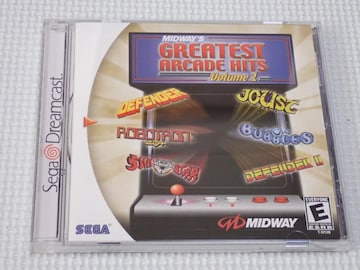 MIDWAY'S
GREATEST
ARCADE HITS
Volume 1
DEFENDER
JOUST
ROBOTRON
BUBBLES
SINISTAR
DEFENDER II
Sega Dreamcast
SEGA
MIDWAY
EVERYONE
E